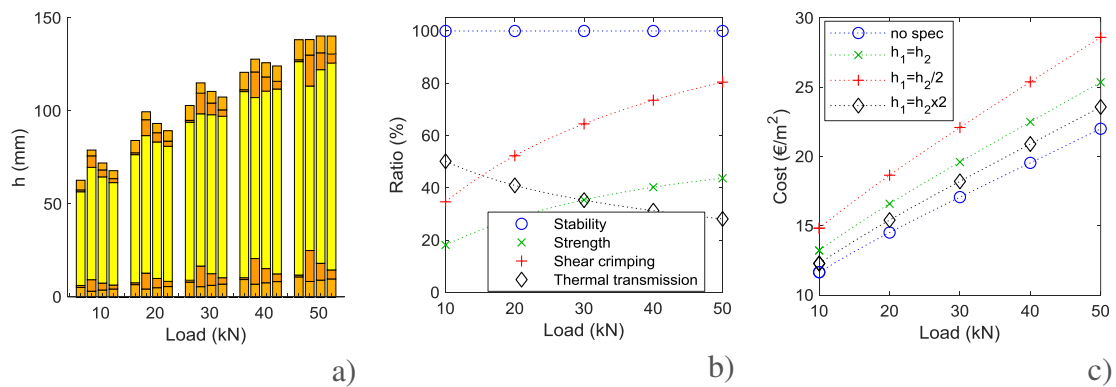 150
100
50
0
h (mm)
10 20 30 40 50
Load (kN)
a)
100
80
60
40
20
0
Ratio (%)
Stability
Strength
Shear crimping
Thermal transmission
10 20 30 40 50
Load (kN)
b)
30
25
20
15
10
Cost (€/m²)
no spec
h₁=h₂
h₁=h₂/2
h₁=h₂x2
10 20 30 40 50
Load (kN)
c)